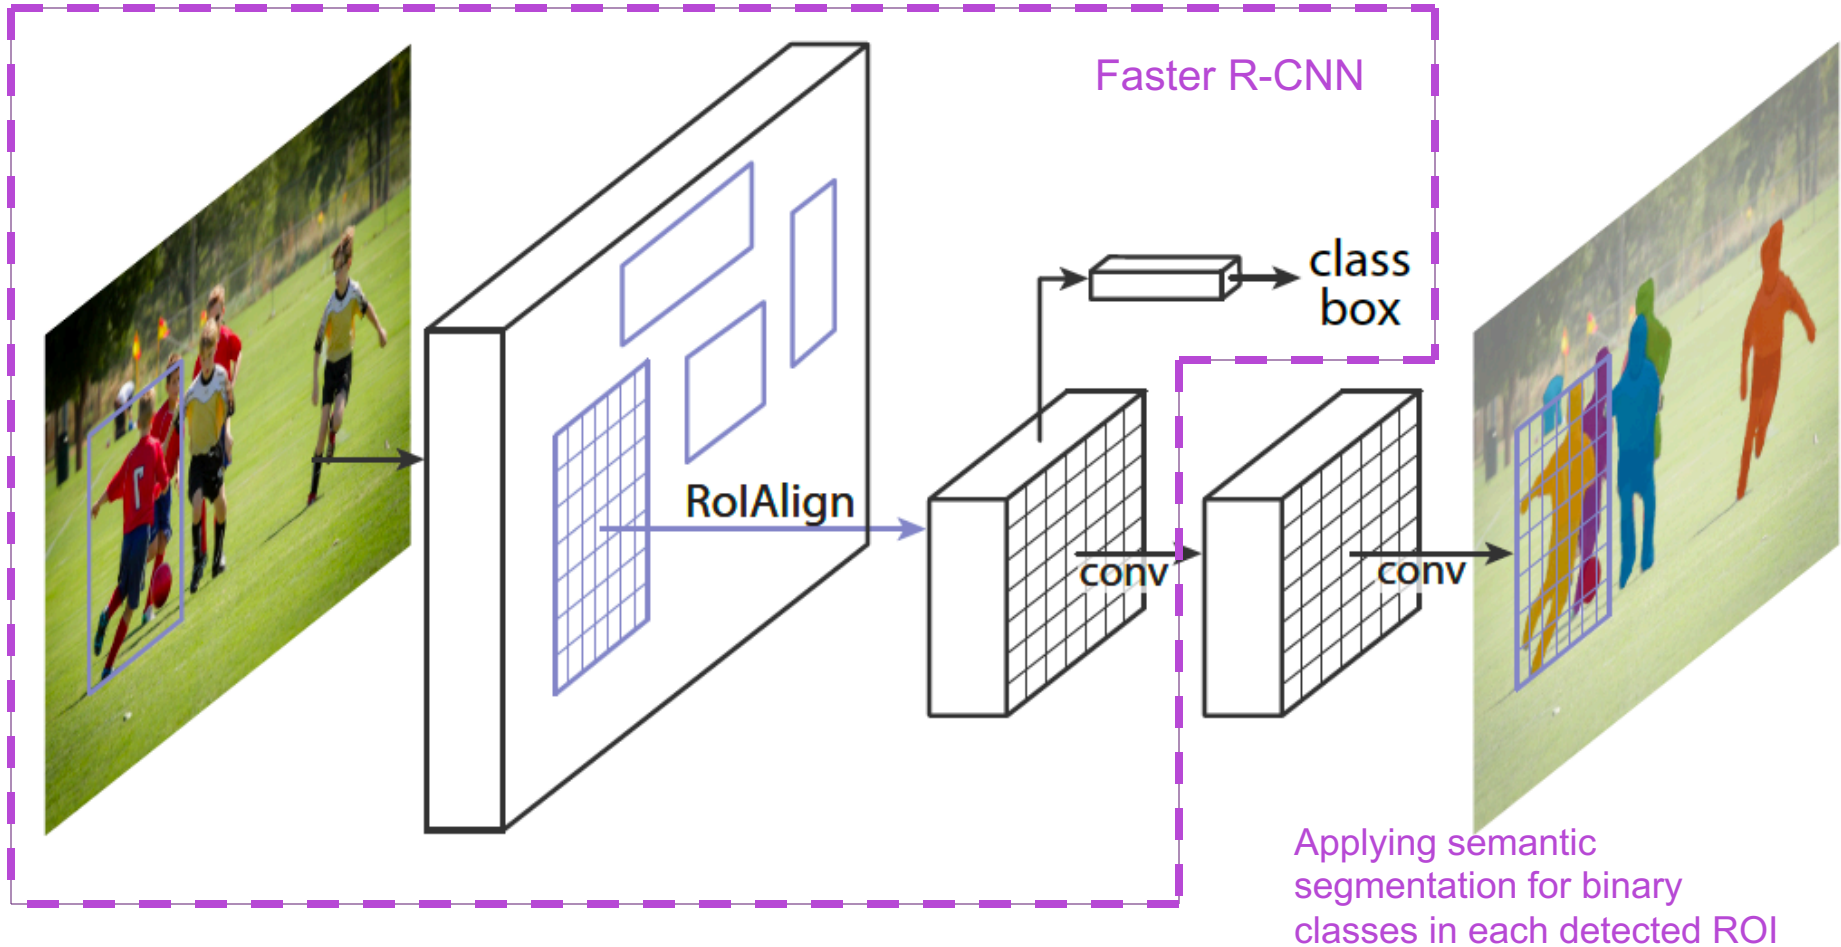 Faster R-CNN
class
box
RoIAlign
conv
conv
Applying semantic
segmentation for binary
classes in each detected ROI